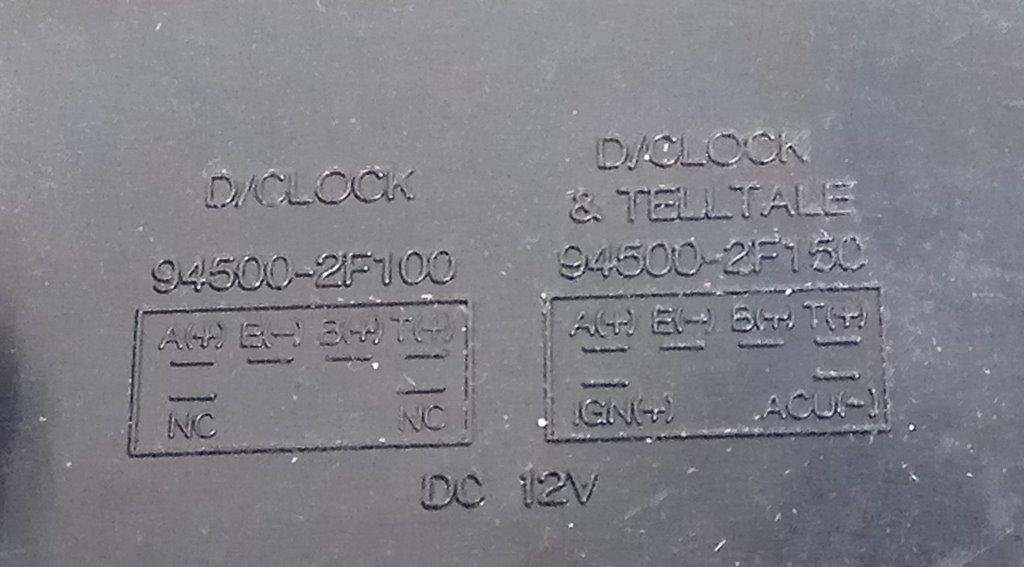 D/CLOCK
94500-2F100
A(+) E(-) B(+) T(+)
NC NC
D/CLOCK
& TELLTALE
94500-2F150
A(+) E(-) B(+) T(+)
IGN(+) ACU(-)
DC 12V